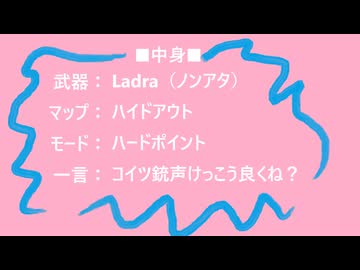 ■中身■
武器： Ladra（ノンアタ）
マップ： ハイドアウト
モード： ハードポイント
一言： コイツ銃声けっこう良くね？